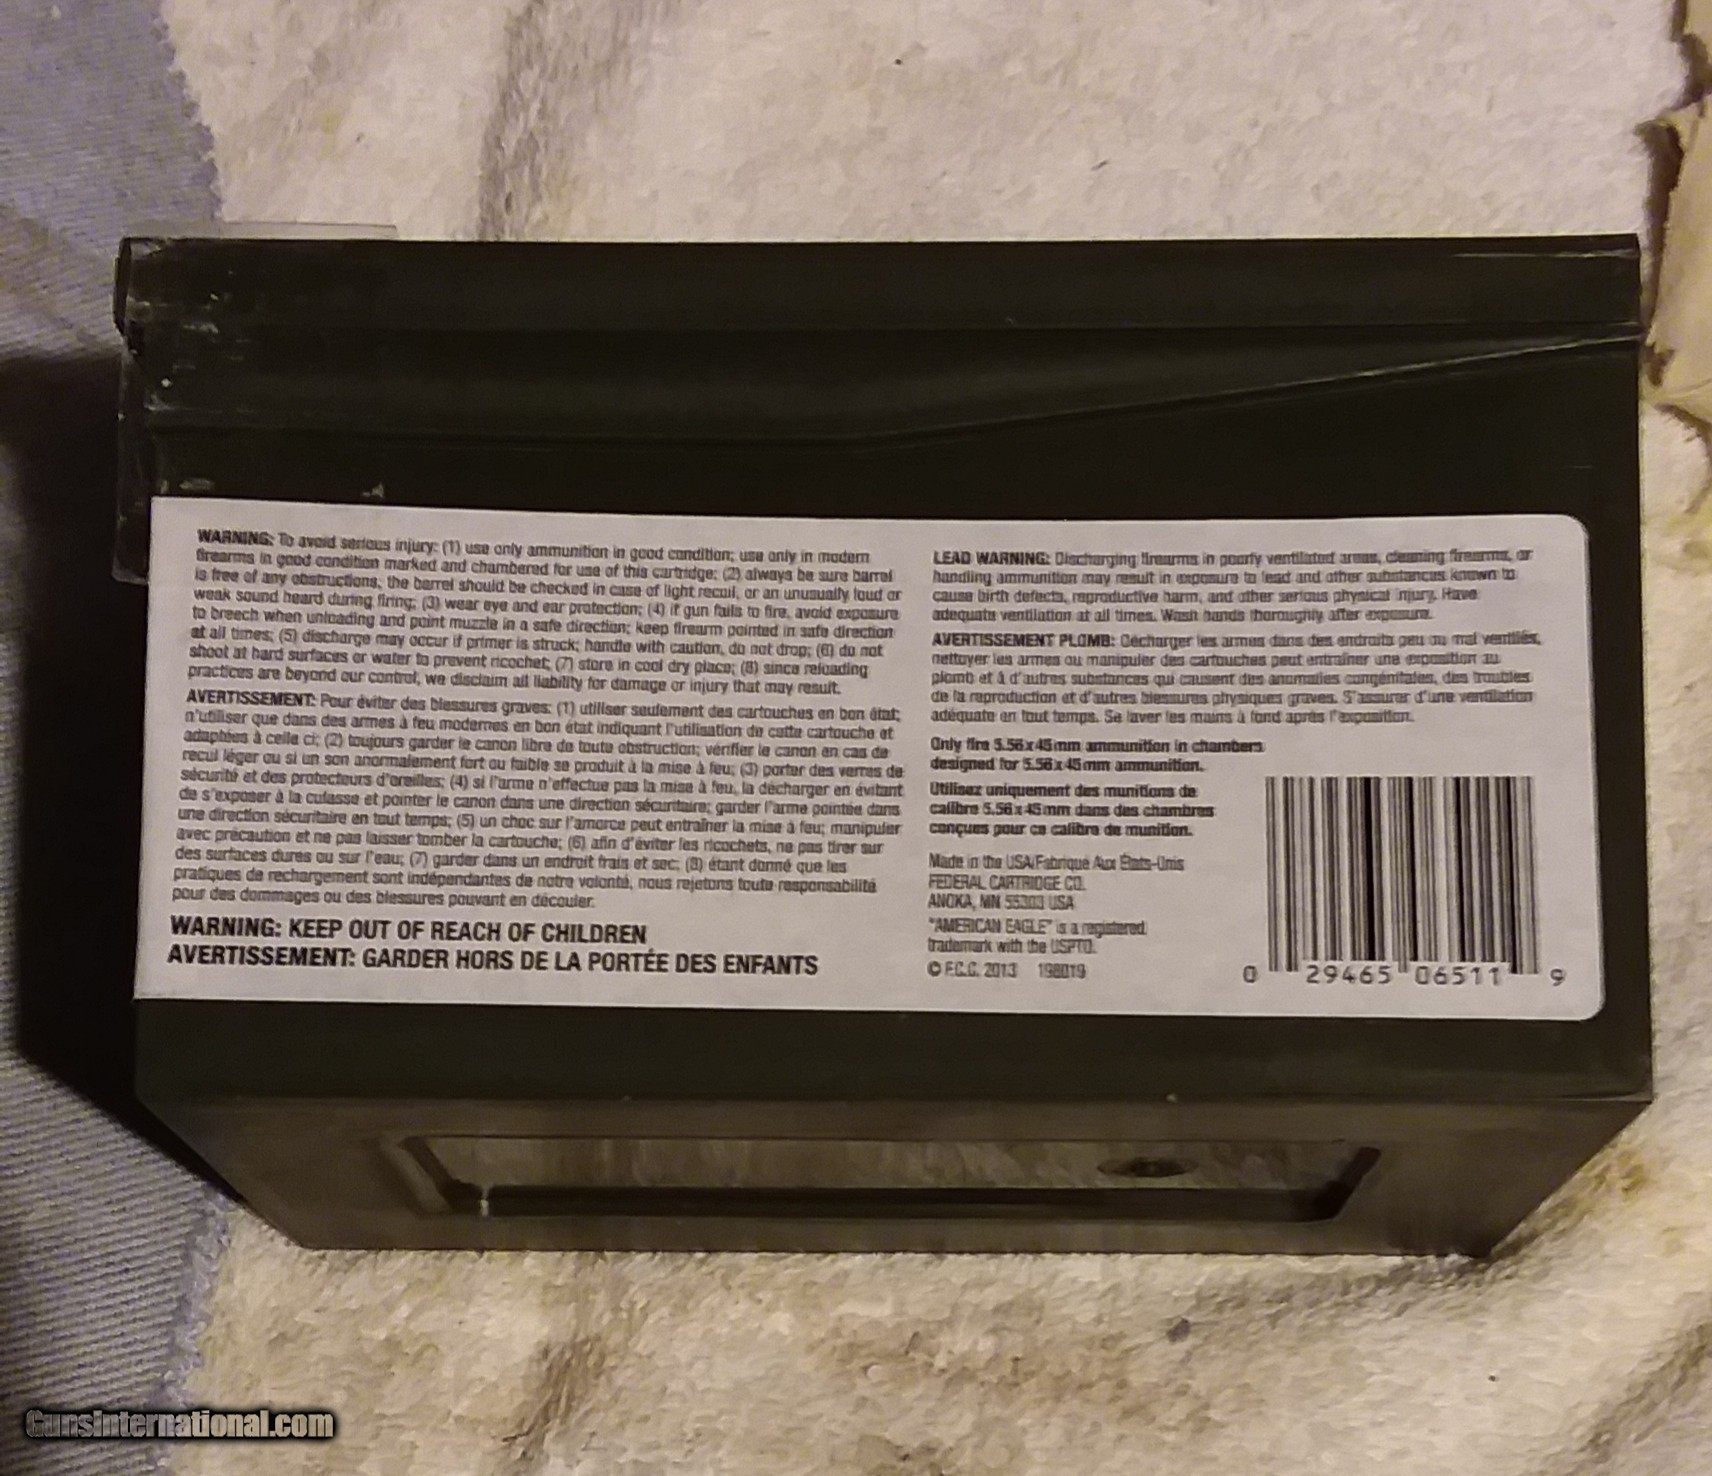 WARNING: To avoid serious injury: (1) use only ammunition in good condition; use only in modern
firearms in good condition marked and chambered for use of this cartridge; (2) always be sure barrel
is free of any obstructions; the barrel should be checked in case of light recoil, or an unusually loud or
weak sound heard during firing; (3) wear eye and ear protection; (4) if gun fails to fire, avoid exposure
to breech when unloading and point muzzle in a safe direction; keep firearm pointed in safe direction
at all times; (5) discharge may occur if primer is struck; handle with caution, do not drop; (6) do not
shoot at hard surfaces or water to prevent ricochet; (7) store in cool dry place; (8) since reloading
practices are beyond our control, we disclaim all liability for damage or injury that may result.
AVERTISSEMENT: Pour éviter des blessures graves: (1) utiliser seulement des cartouches en bon état;
n'utiliser que dans des armes à feu modernes en bon état indiquant l'utilisation de cette cartouche et
adaptées à celle ci; (2) toujours garder le canon libre de toute obstruction; vérifier le canon en cas de
recul léger ou si un son anormalement fort ou faible se produit à la mise à feu; (3) porter des verres de
sécurité et des protecteurs d'oreilles; (4) si l'arme n'effectue pas la mise à feu, la décharger en évitant
de s'exposer à la culasse et pointer le canon dans une direction sécuritaire; garder l'arme pointée dans
une direction sécuritaire en tout temps; (5) un choc sur l'amorce peut entraîner la mise à feu; manipuler
avec précaution et ne pas laisser tomber la cartouche; (6) afin d'éviter les ricochets, ne pas tirer sur
des surfaces dures ou sur l'eau; (7) garder dans un endroit frais et sec; (8) étant donné que les
pratiques de rechargement sont indépendantes de notre volonté, nous rejetons toute responsabilité
pour des dommages ou des blessures pouvant en découler.
WARNING: KEEP OUT OF REACH OF CHILDREN
AVERTISSEMENT: GARDER HORS DE LA PORTÉE DES ENFANTS
LEAD WARNING: Discharging firearms in poorly ventilated areas, cleaning firearms, or
handling ammunition may result in exposure to lead and other substances known to
cause birth defects, reproductive harm, and other serious physical injury. Have
adequate ventilation at all times. Wash hands thoroughly after exposure.
AVERTISSEMENT PLOMB: Décharger les armes dans des endroits peu ou mal ventilés,
nettoyer les armes ou manipuler des cartouches peut entraîner une exposition au
plomb et à d'autres substances qui causent des anomalies congénitales, des troubles
de la reproduction et d'autres blessures physiques graves. S'assurer d'une ventilation
adéquate en tout temps. Se laver les mains à fond après l'exposition.
Only fire 5.56x45mm ammunition in chambers
designed for 5.56x45mm ammunition.
Utilisez uniquement des munitions de
calibre 5.56x45mm dans des chambres
conçues pour ce calibre de munition.
Made in the USA/Fabriqué Aux États-Unis
FEDERAL CARTRIDGE CO.
ANOKA, MN 55303 USA
"AMERICAN EAGLE" is a registered
trademark with the USPTO.
© F.C.C. 2013 198019
0 29465 06511 9
GunsInternational.com